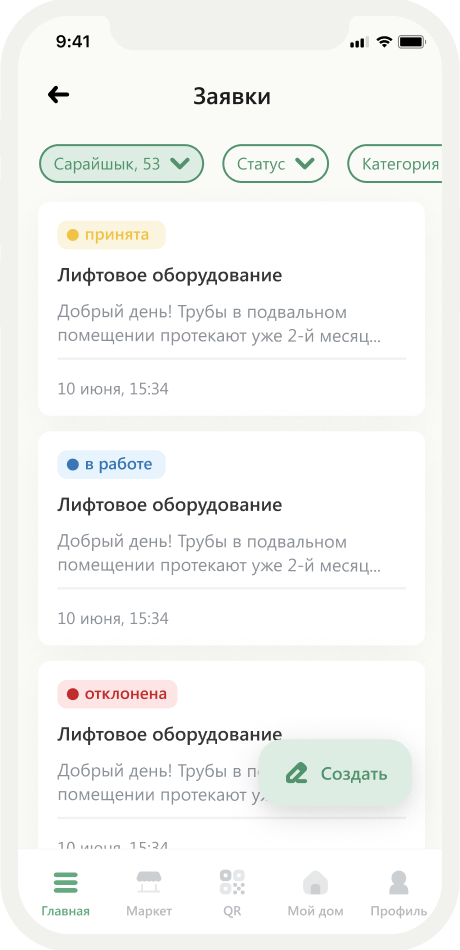 9:41
Заявки
Сарайшык, 53
Статус
Категория
принята
Лифтовое оборудование
Добрый день! Трубы в подвальном
помещении протекают уже 2-й месяц...
10 июня, 15:34
в работе
Лифтовое оборудование
Добрый день! Трубы в подвальном
помещении протекают уже 2-й месяц...
10 июня, 15:34
отклонена
Лифтовое оборудование
Добрый день! Трубы в п
помещении протекают у
Создать
10 июня, 15:34
Главная
Маркет
QR
Мой дом
Профиль